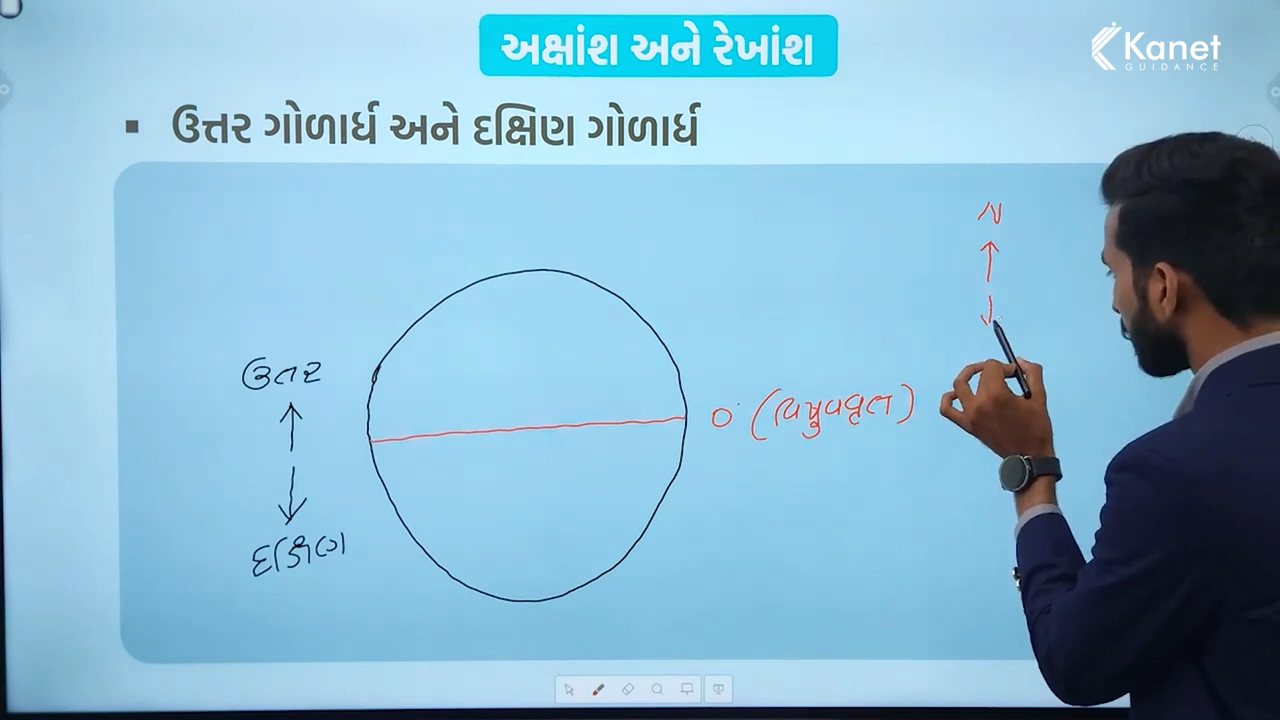 અક્ષાંશ અને રેખાંશ
Kanet
GUIDANCE
▪ ઉત્તર ગોળાર્ધ અને દક્ષિણ ગોળાર્ધ
N
ઉતર
0 (વિષુવવૃત)
દક્ષિણ